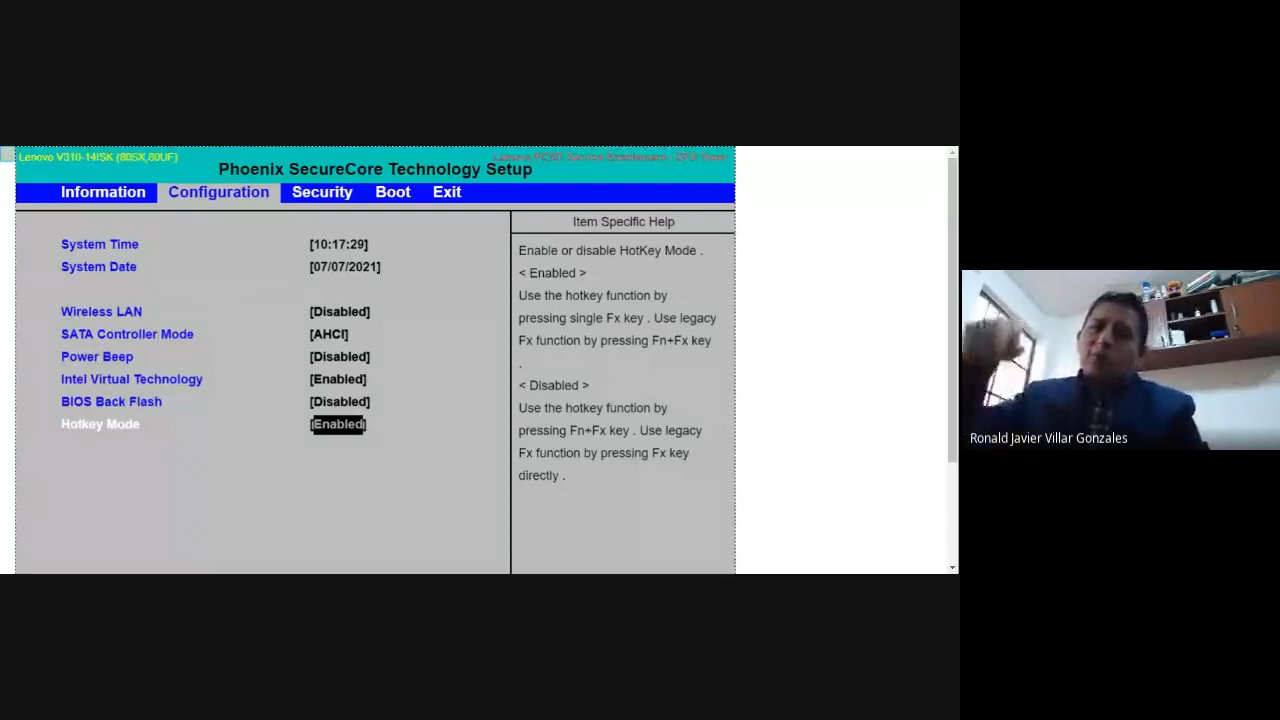 Lenovo V310-14ISK (80SX,80UF)
Phoenix SecureCore Technology Setup
Information Configuration Security Boot Exit
Item Specific Help
System Time [10:17:29]
System Date [07/07/2021]
Wireless LAN [Disabled]
SATA Controller Mode [AHCI]
Power Beep [Disabled]
Intel Virtual Technology [Enabled]
BIOS Back Flash [Disabled]
Hotkey Mode [Enabled]
Enable or disable HotKey Mode .
< Enabled >
Use the hotkey function by
pressing single Fx key . Use legacy
Fx function by pressing Fn+Fx key
.
< Disabled >
Use the hotkey function by
pressing Fn+Fx key . Use legacy
Fx function by pressing Fx key
directly .
Ronald Javier Villar Gonzales